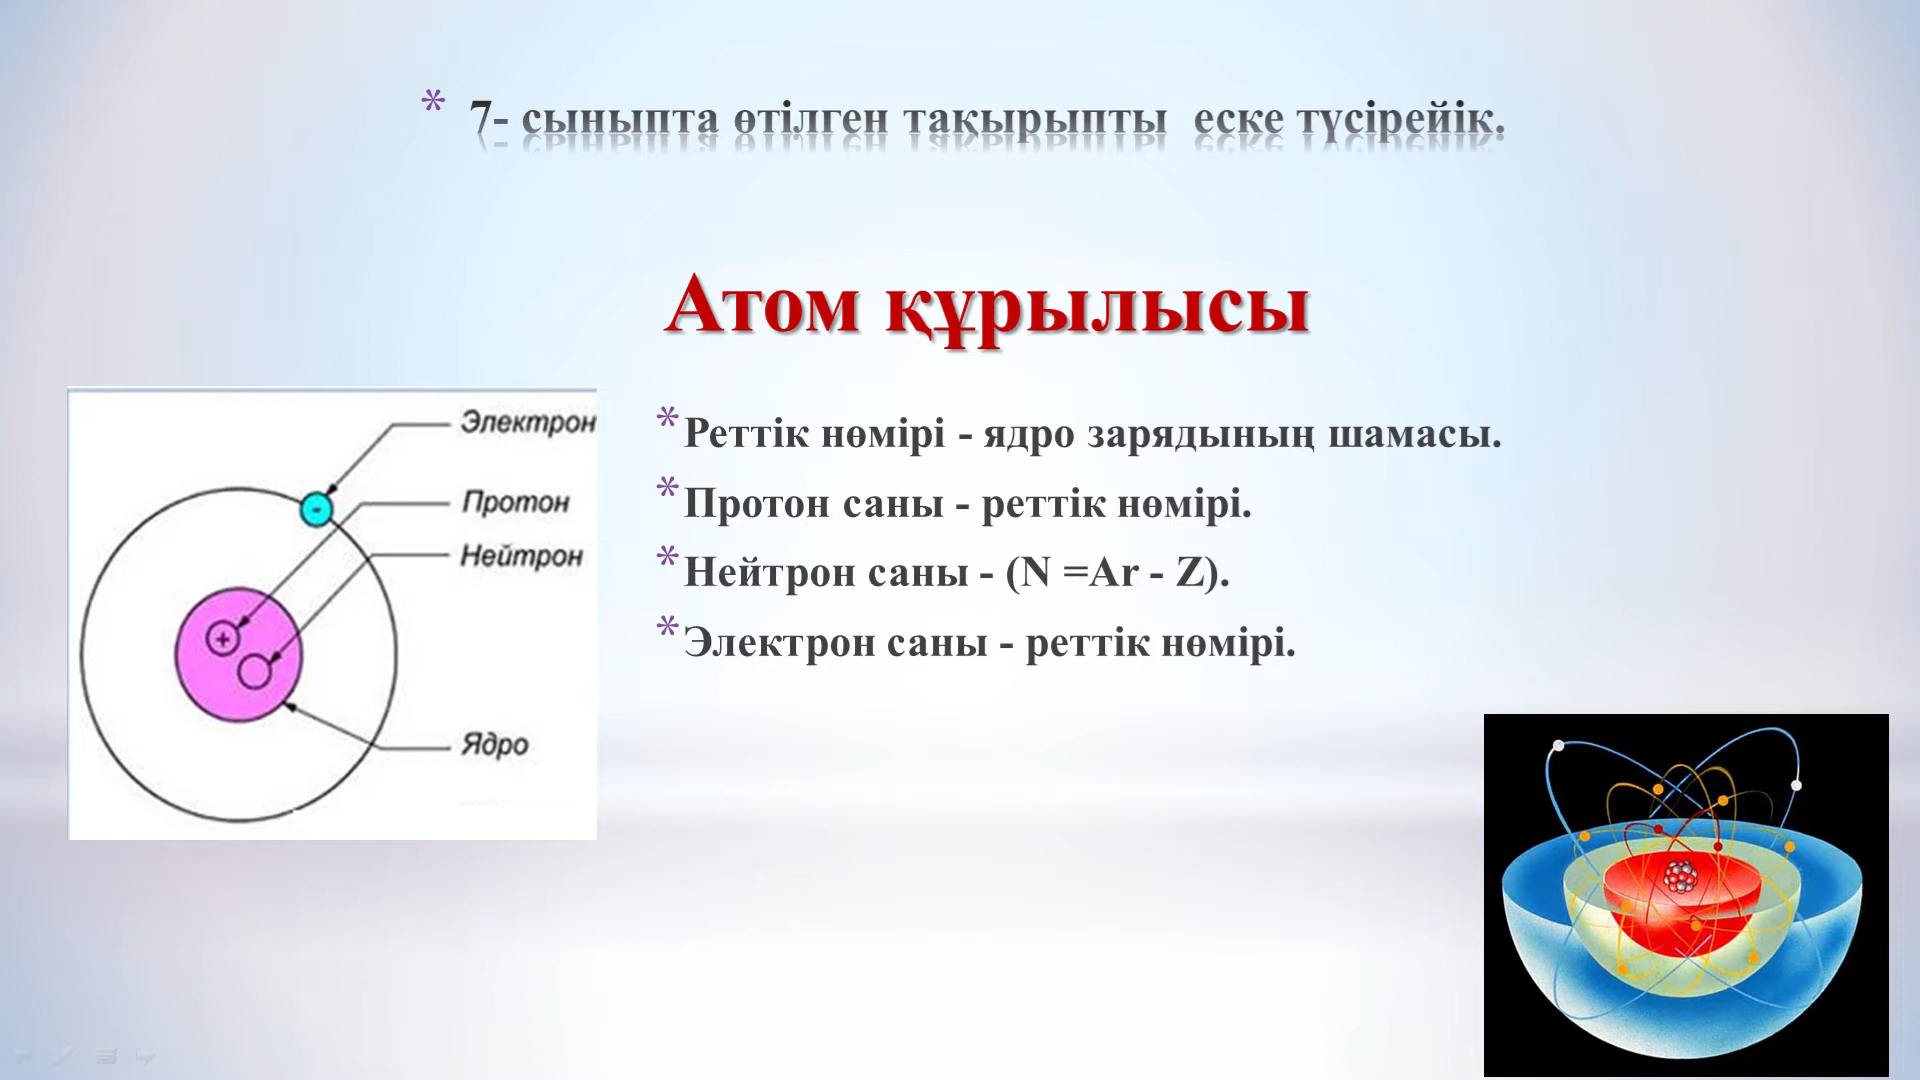 * 7- сыныпта өтілген тақырыпты еске түсірейік.
Атом құрылысы
Электрон
Протон
Нейтрон
Ядро
-
+
* Реттік нөмірі - ядро зарядының шамасы.
* Протон саны - реттік нөмірі.
* Нейтрон саны - (N =Ar - Z).
* Электрон саны - реттік нөмірі.